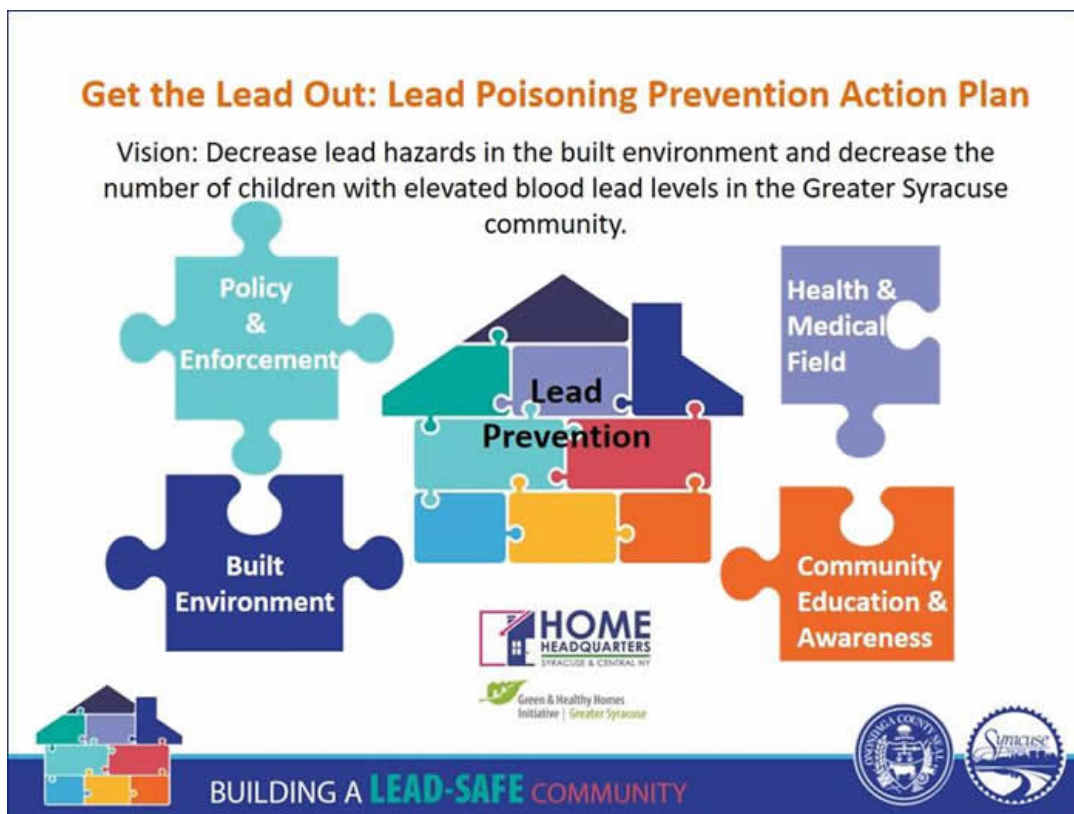 Get the Lead Out: Lead Poisoning Prevention Action Plan
Vision: Decrease lead hazards in the built environment and decrease the
number of children with elevated blood lead levels in the Greater Syracuse
community.
Policy
&
Enforcement
Health &
Medical
Field
Lead
Prevention
Built
Environment
Community
Education &
Awareness
HOME
HEADQUARTERS
SYRACUSE & CENTRAL NY
Green & Healthy Homes
Initiative | Greater Syracuse
BUILDING A LEAD-SAFE COMMUNITY
ONONDAGA COUNTY SEAL
Syracuse